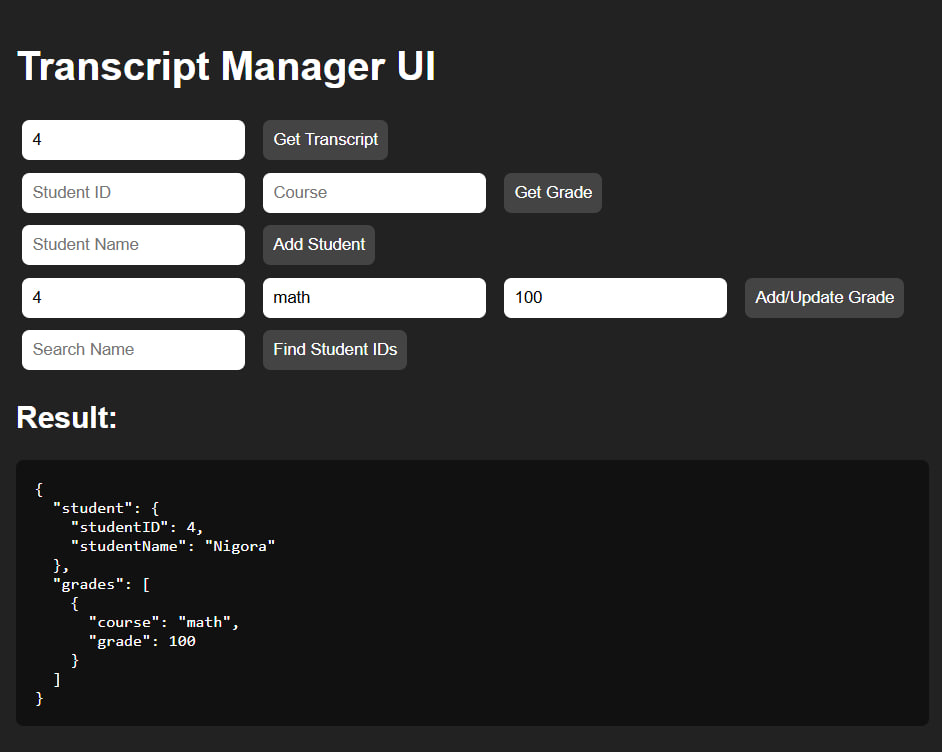 Transcript Manager UI
4 Get Transcript
Student ID Course Get Grade
Student Name Add Student
4 math 100 Add/Update Grade
Search Name Find Student IDs
Result:
{
  "student": {
    "studentID": 4,
    "studentName": "Nigora"
  },
  "grades": [
    {
      "course": "math",
      "grade": 100
    }
  ]
}